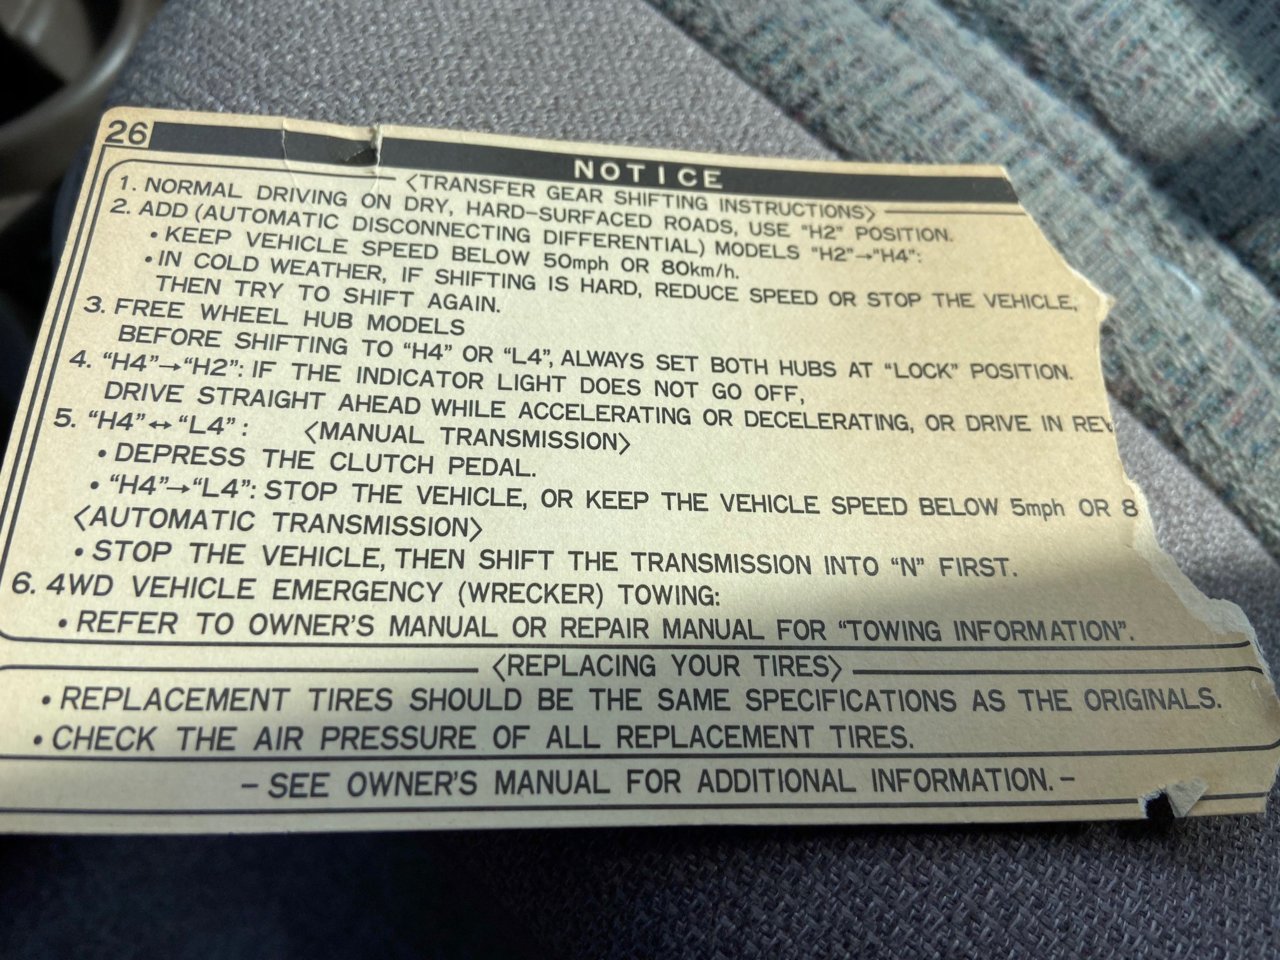 26
NOTICE
<TRANSFER GEAR SHIFTING INSTRUCTIONS>
1. NORMAL DRIVING ON DRY, HARD-SURFACED ROADS, USE "H2" POSITION.
2. ADD (AUTOMATIC DISCONNECTING DIFFERENTIAL) MODELS "H2"→"H4":
• KEEP VEHICLE SPEED BELOW 50mph OR 80km/h.
• IN COLD WEATHER, IF SHIFTING IS HARD, REDUCE SPEED OR STOP THE VEHICLE,
THEN TRY TO SHIFT AGAIN.
3. FREE WHEEL HUB MODELS
BEFORE SHIFTING TO "H4" OR "L4", ALWAYS SET BOTH HUBS AT "LOCK" POSITION.
4. "H4"→"H2": IF THE INDICATOR LIGHT DOES NOT GO OFF,
DRIVE STRAIGHT AHEAD WHILE ACCELERATING OR DECELERATING, OR DRIVE IN
5. "H4"↔"L4": <MANUAL TRANSMISSION>
• DEPRESS THE CLUTCH PEDAL.
• "H4"→"L4": STOP THE VEHICLE, OR KEEP THE VEHICLE SPEED BELOW 5mph OR 8
<AUTOMATIC TRANSMISSION>
• STOP THE VEHICLE, THEN SHIFT THE TRANSMISSION INTO "N" FIRST.
6. 4WD VEHICLE EMERGENCY (WRECKER) TOWING:
• REFER TO OWNER'S MANUAL OR REPAIR MANUAL FOR "TOWING INFORMATION".
<REPLACING YOUR TIRES>
• REPLACEMENT TIRES SHOULD BE THE SAME SPECIFICATIONS AS THE ORIGINALS.
• CHECK THE AIR PRESSURE OF ALL REPLACEMENT TIRES.
- SEE OWNER'S MANUAL FOR ADDITIONAL INFORMATION. -